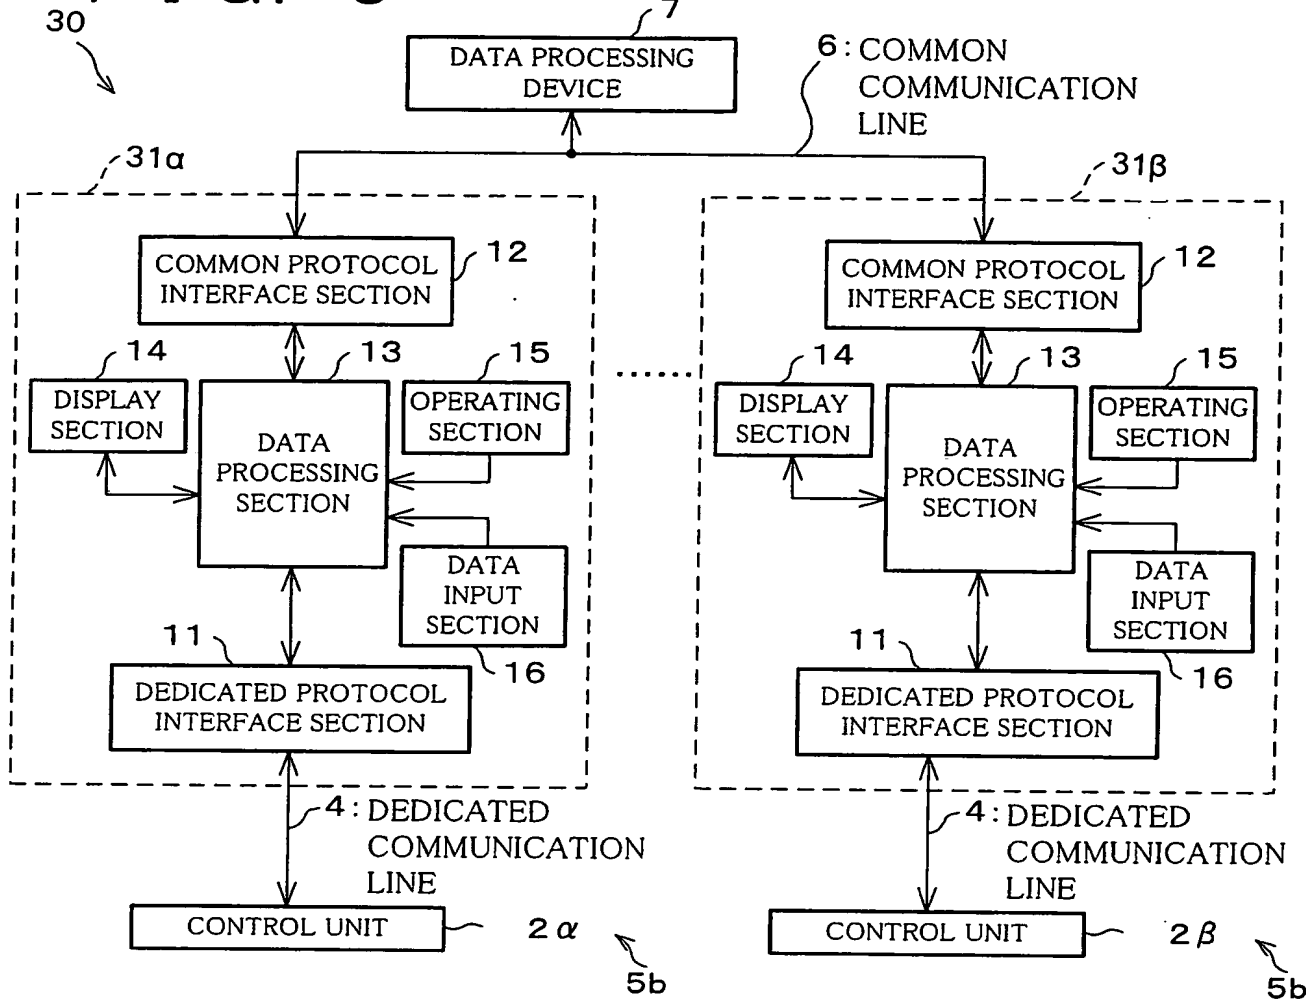 30
7
DATA PROCESSING
DEVICE
6: COMMON
COMMUNICATION
LINE
31α
31β
COMMON PROTOCOL
INTERFACE SECTION
12
COMMON PROTOCOL
INTERFACE SECTION
12
14
13
15
DISPLAY
SECTION
DATA
PROCESSING
SECTION
OPERATING
SECTION
DATA
INPUT
SECTION
16
14
13
15
DISPLAY
SECTION
DATA
PROCESSING
SECTION
OPERATING
SECTION
DATA
INPUT
SECTION
16
11
DEDICATED PROTOCOL
INTERFACE SECTION
11
DEDICATED PROTOCOL
INTERFACE SECTION
4: DEDICATED
COMMUNICATION
LINE
4: DEDICATED
COMMUNICATION
LINE
CONTROL UNIT
2α
5b
CONTROL UNIT
2β
5b